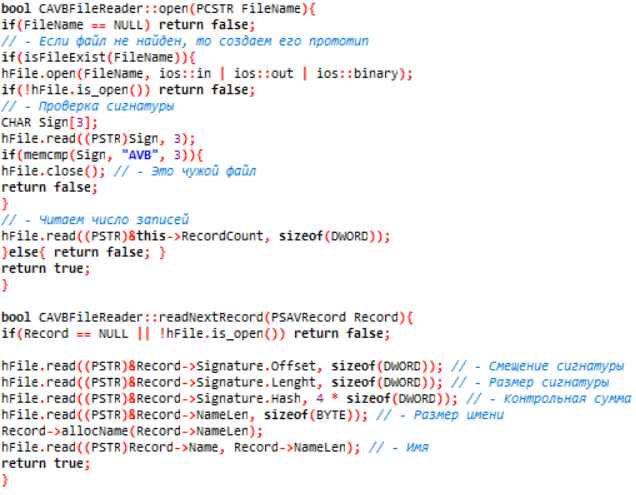 bool CAVBFileReader::open(PCSTR FileName){
if(FileName == NULL) return false;
// - Если файл не найден, то создаем его прототип
if(isFileExist(FileName)){
hFile.open(FileName, ios::in | ios::out | ios::binary);
if(!hFile.is_open()) return false;
// - Проверка сигнатуры
CHAR Sign[3];
hFile.read((PSTR)Sign, 3);
if(memcmp(Sign, "AVB", 3)){
hFile.close(); // - Это чужой файл
return false;
}
// - Читаем число записей
hFile.read((PSTR)&this->RecordCount, sizeof(DWORD));
}else{ return false; }
return true;
}
bool CAVBFileReader::readNextRecord(PSAVRecord Record){
if(Record == NULL || !hFile.is_open()) return false;
hFile.read((PSTR)&Record->Signature.Offset, sizeof(DWORD)); // - Смещение сигнатуры
hFile.read((PSTR)&Record->Signature.Lenght, sizeof(DWORD)); // - Размер сигнатуры
hFile.read((PSTR)&Record->Signature.Hash, 4 * sizeof(DWORD)); // - Контрольная сумма
hFile.read((PSTR)&Record->NameLen, sizeof(BYTE)); // - Размер имени
Record->allocName(Record->NameLen);
hFile.read((PSTR)Record->Name, Record->NameLen); // - Имя
return true;
}